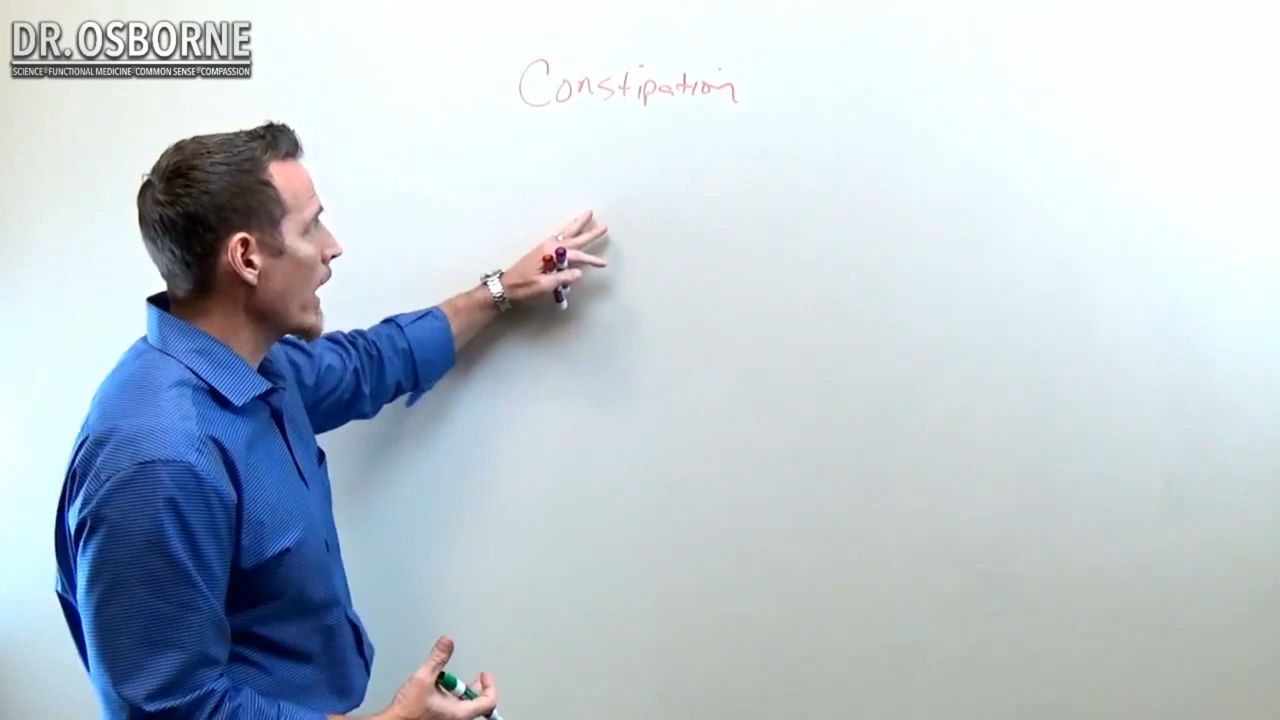 DR. OSBORNE
SCIENCE · FUNCTIONAL MEDICINE · COMMON SENSE · COMPASSION
Constipation